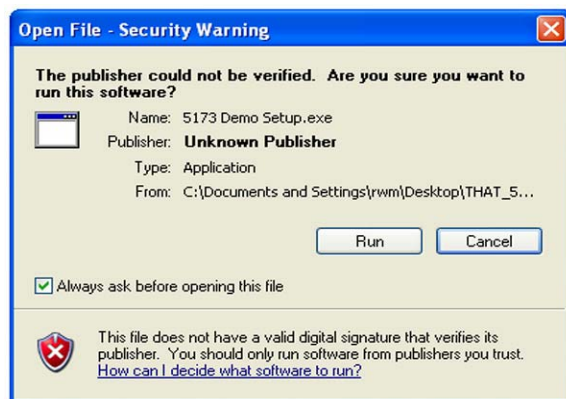 Open File - Security Warning
The publisher could not be verified.  Are you sure you want to
run this software?
Name: 5173 Demo Setup.exe
Publisher: Unknown Publisher
Type: Application
From: C:\Documents and Settings\rwm\Desktop\THAT_5...
Run Cancel
Always ask before opening this file
This file does not have a valid digital signature that verifies its
publisher.  You should only run software from publishers you trust.
How can I decide what software to run?